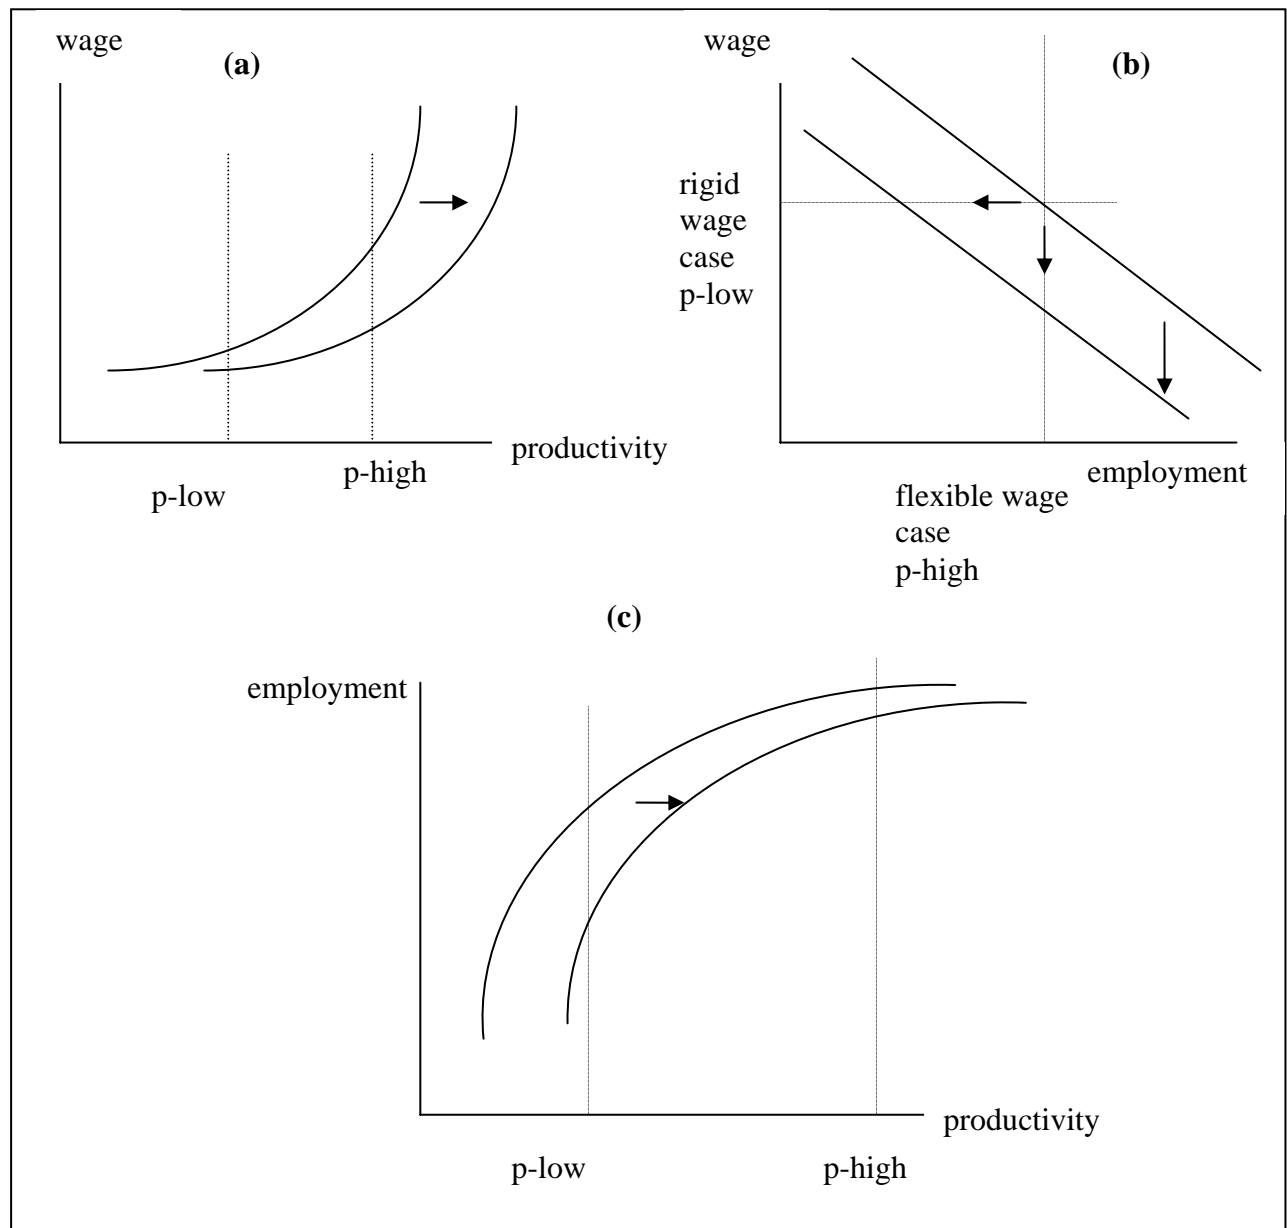 wage
(a)
productivity
p-low
p-high
wage
(b)
rigid
wage
case
p-low
employment
flexible wage
case
p-high
(c)
employment
productivity
p-low
p-high